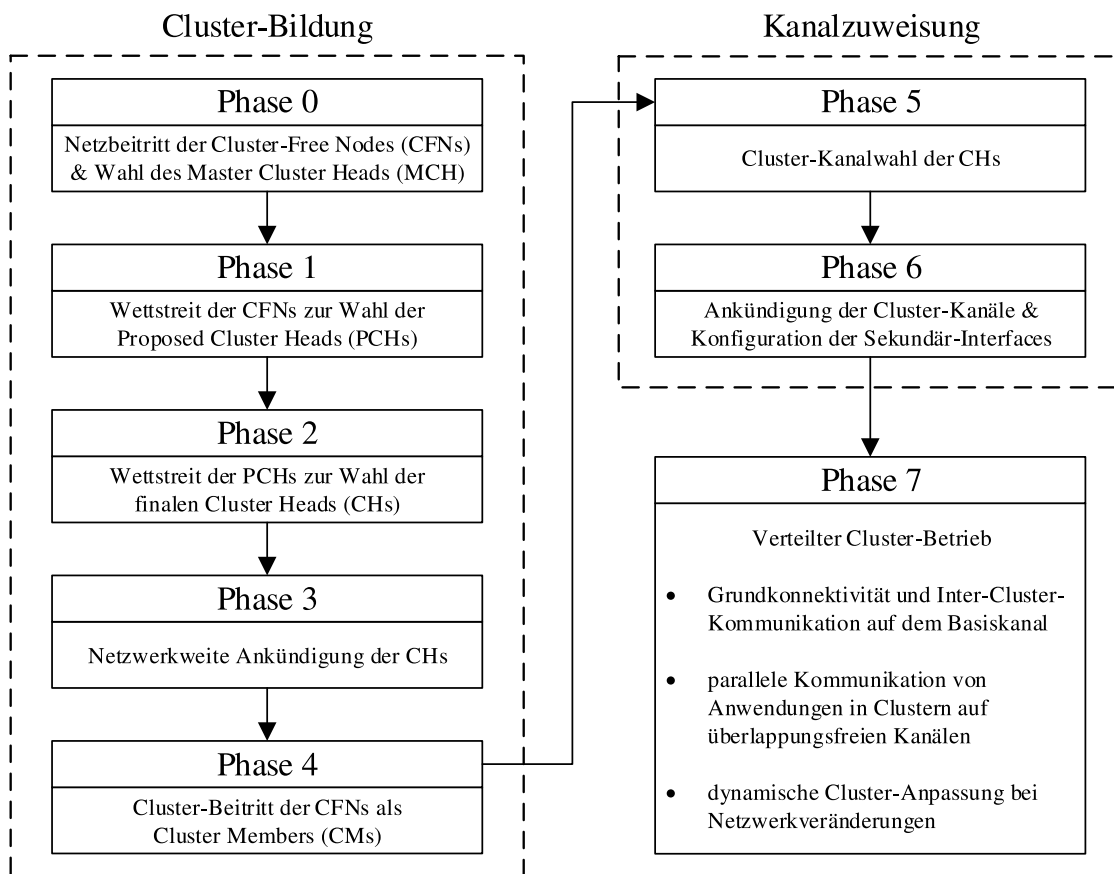 Cluster-Bildung
Phase 0
Netzbeitritt der Cluster-Free Nodes (CFNs)
& Wahl des Master Cluster Heads (MCH)
Phase 1
Wettstreit der CFNs zur Wahl der
Proposed Cluster Heads (PCHs)
Phase 2
Wettstreit der PCHs zur Wahl der
finalen Cluster Heads (CHs)
Phase 3
Netzwerkweite Ankündigung der CHs
Phase 4
Cluster-Beitritt der CFNs als
Cluster Members (CMs)
Kanalzuweisung
Phase 5
Cluster-Kanalwahl der CHs
Phase 6
Ankündigung der Cluster-Kanäle &
Konfiguration der Sekundär-Interfaces
Phase 7
Verteilter Cluster-Betrieb
• Grundkonnektivität und Inter-Cluster-
Kommunikation auf dem Basiskanal
• parallele Kommunikation von
Anwendungen in Clustern auf
überlappungsfreien Kanälen
• dynamische Cluster-Anpassung bei
Netzwerkveränderungen